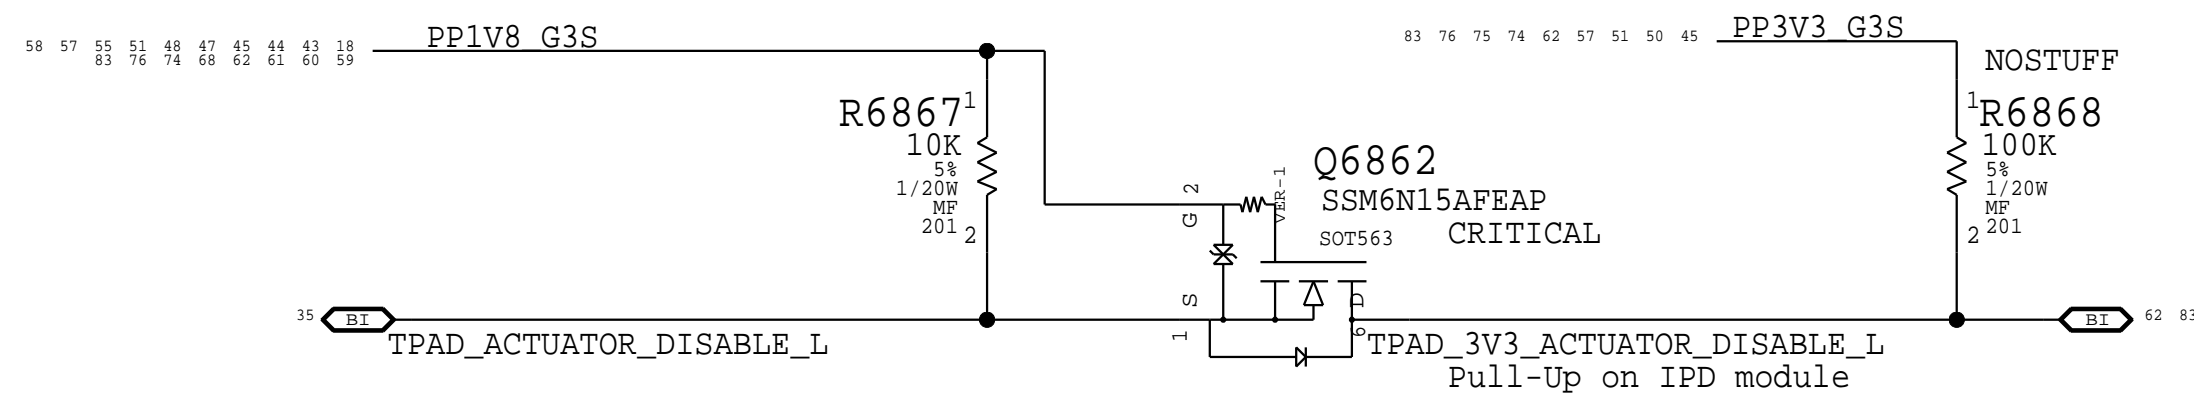 PP1V8_G3S
58 57 55 51 48 47 45 44 43 18
83 76 74 68 62 61 60 59
83 76 75 74 62 57 51 50 45
PP3V3_G3S
NOSTUFF
R6867
1
10K
5%
1/20W
MF
201
2
G 2
VER-1
Q6862
SSM6N15AFEAP
SOT563
CRITICAL
1
R6868
100K
5%
1/20W
MF
201
2
35
BI
TPAD_ACTUATOR_DISABLE_L
1 S
6 D
TPAD_3V3_ACTUATOR_DISABLE_L
Pull-Up on IPD module
BI
62 83